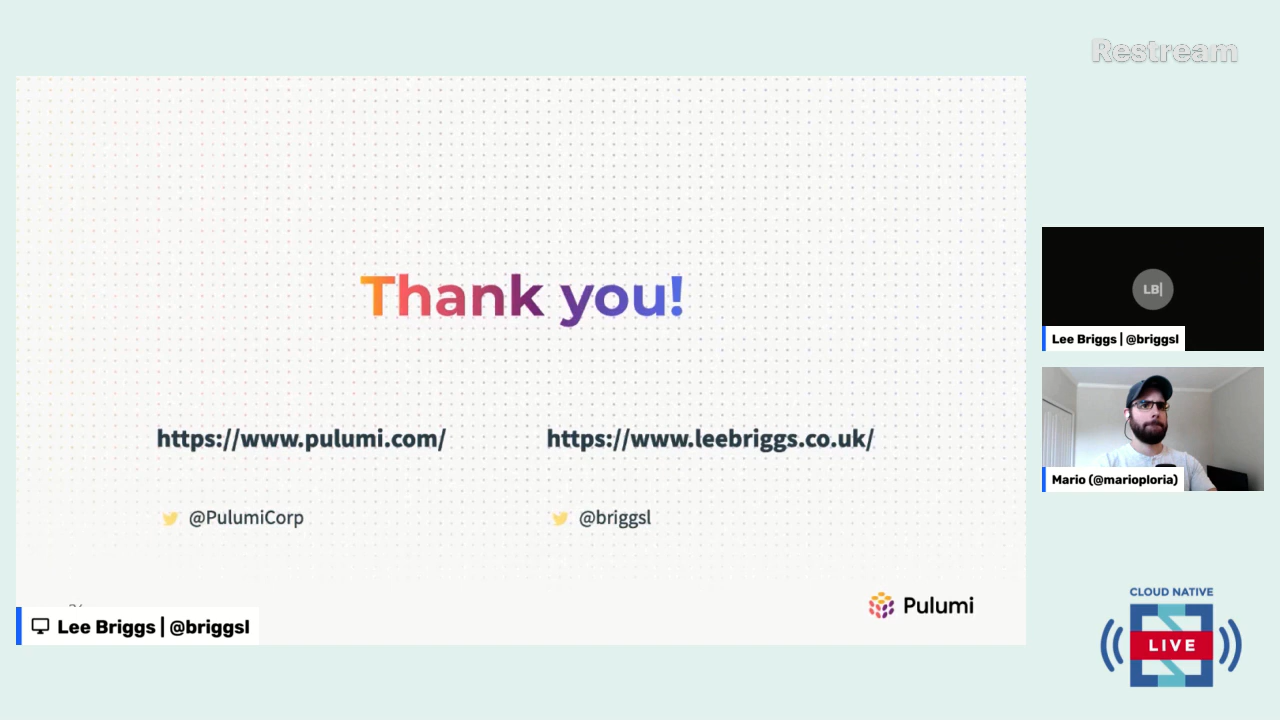 Restream
Thank you!
https://www.pulumi.com/
https://www.leebriggs.co.uk/
@PulumiCorp
@briggsl
Pulumi
Lee Briggs | @briggsl
LB|
Lee Briggs | @briggsl
Mario (@marioploria)
CLOUD NATIVE
LIVE